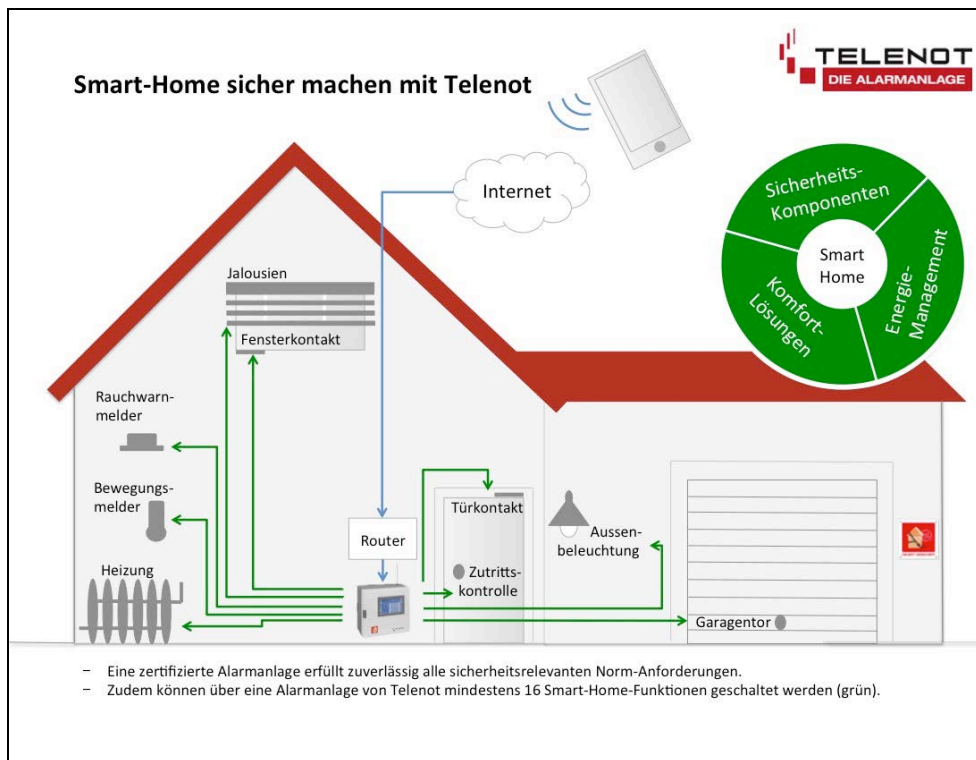 Smart-Home sicher machen mit Telenot
TELENOT
DIE ALARMANLAGE
Internet
Sicherheits-
Komponenten
Smart
Home
Energie-
Management
Komfort-
Lösungen
Jalousien
Fensterkontakt
Rauchwarn-
melder
Bewegungs-
melder
Heizung
Router
Türkontakt
Zutritts-
kontrolle
Aussen-
beleuchtung
Garagentor
– Eine zertifizierte Alarmanlage erfüllt zuverlässig alle sicherheitsrelevanten Norm-Anforderungen.
– Zudem können über eine Alarmanlage von Telenot mindestens 16 Smart-Home-Funktionen geschaltet werden (grün).